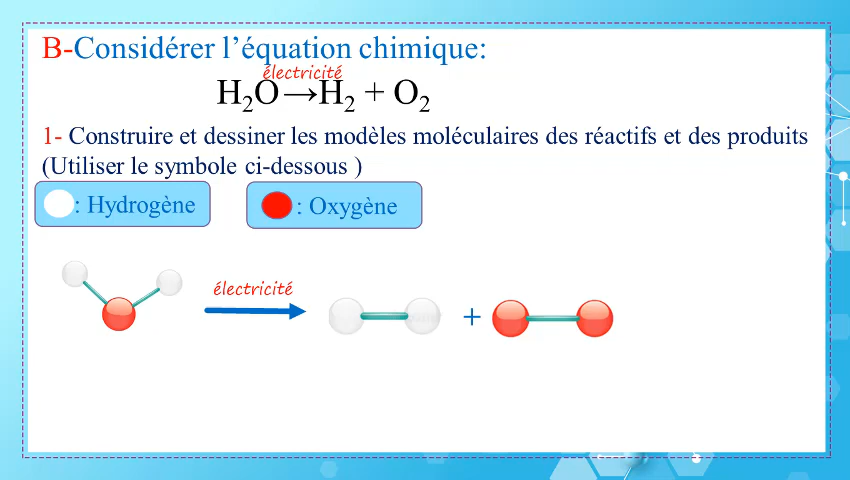 B-Considérer l’équation chimique:
électricité
H₂O → H₂ + O₂
1- Construire et dessiner les modèles moléculaires des réactifs et des produits
(Utiliser le symbole ci-dessous )
: Hydrogène : Oxygène
électricité
+